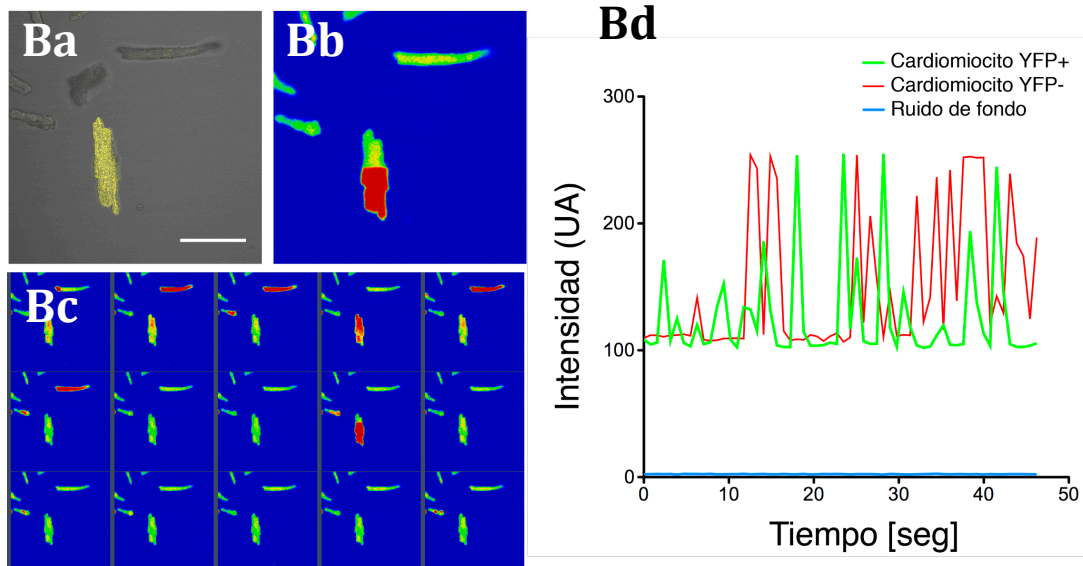 Ba
Bb
Bc
Bd
Cardiomiocito YFP+
Cardiomiocito YFP-
Ruido de fondo
Intensidad (UA)
300
200
100
0
0 10 20 30 40 50
Tiempo [seg]